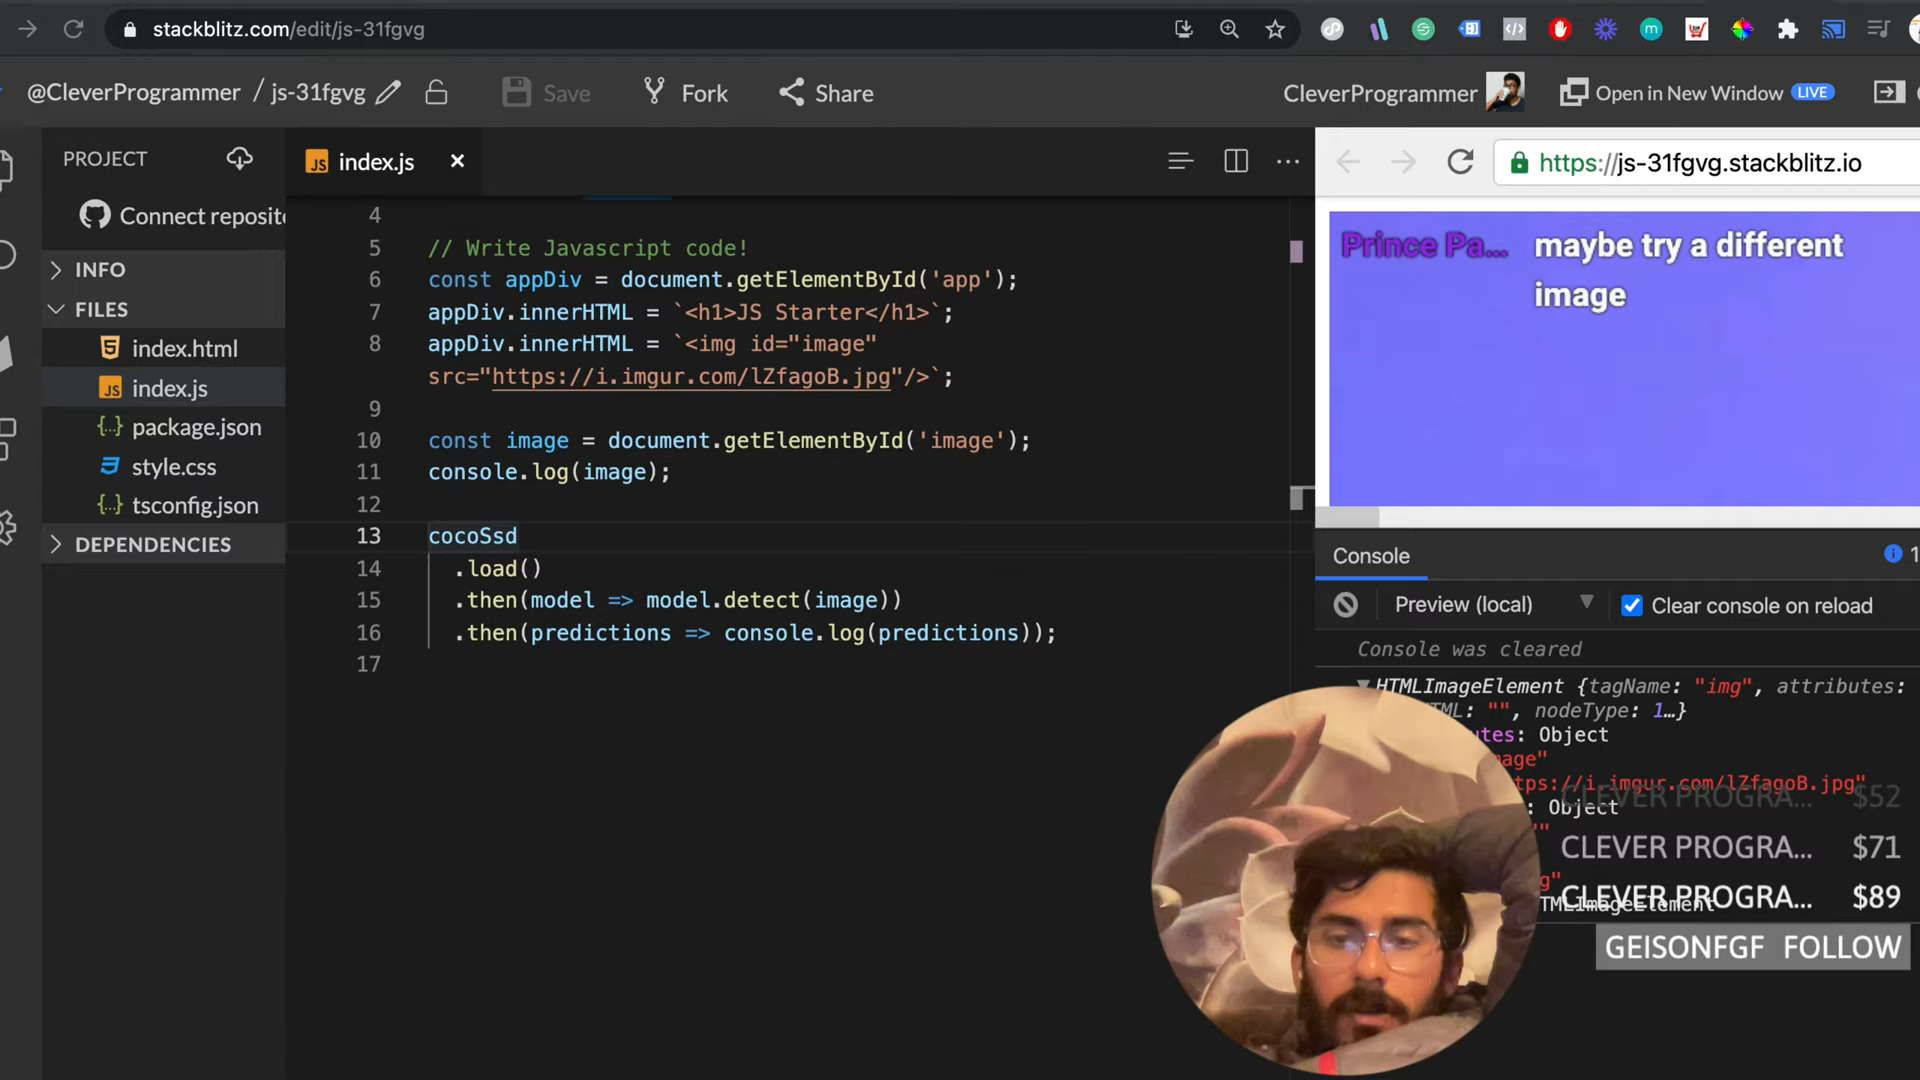 stackblitz.com/edit/js-31fgvg
@CleverProgrammer / js-31fgvg
Save
Fork
Share
CleverProgrammer
Open in New Window LIVE
PROJECT
Connect reposito
INFO
FILES
index.html
index.js
package.json
style.css
tsconfig.json
DEPENDENCIES
index.js
4
5 // Write Javascript code!
6 const appDiv = document.getElementById('app');
7 appDiv.innerHTML = `<h1>JS Starter</h1>`;
8 appDiv.innerHTML = `<img id="image"
src="https://i.imgur.com/lZfagoB.jpg"/>`;
9
10 const image = document.getElementById('image');
11 console.log(image);
12
13 cocoSsd
14 .load()
15 .then(model => model.detect(image))
16 .then(predictions => console.log(predictions));
17
https://js-31fgvg.stackblitz.io
Prince Pa... maybe try a different
image
Console
1
Preview (local)
Clear console on reload
Console was cleared
HTMLImageElement {tagName: "img", attributes:
"", nodeType: 1…}
utes: Object
mage"
tps://i.imgur.com/lZfagoB.jpg"
: Object
CLEVER PROGRA... $52
CLEVER PROGRA... $71
CLEVER PROGRA... $89
TMLImageElement
GEISONFGF FOLLOW